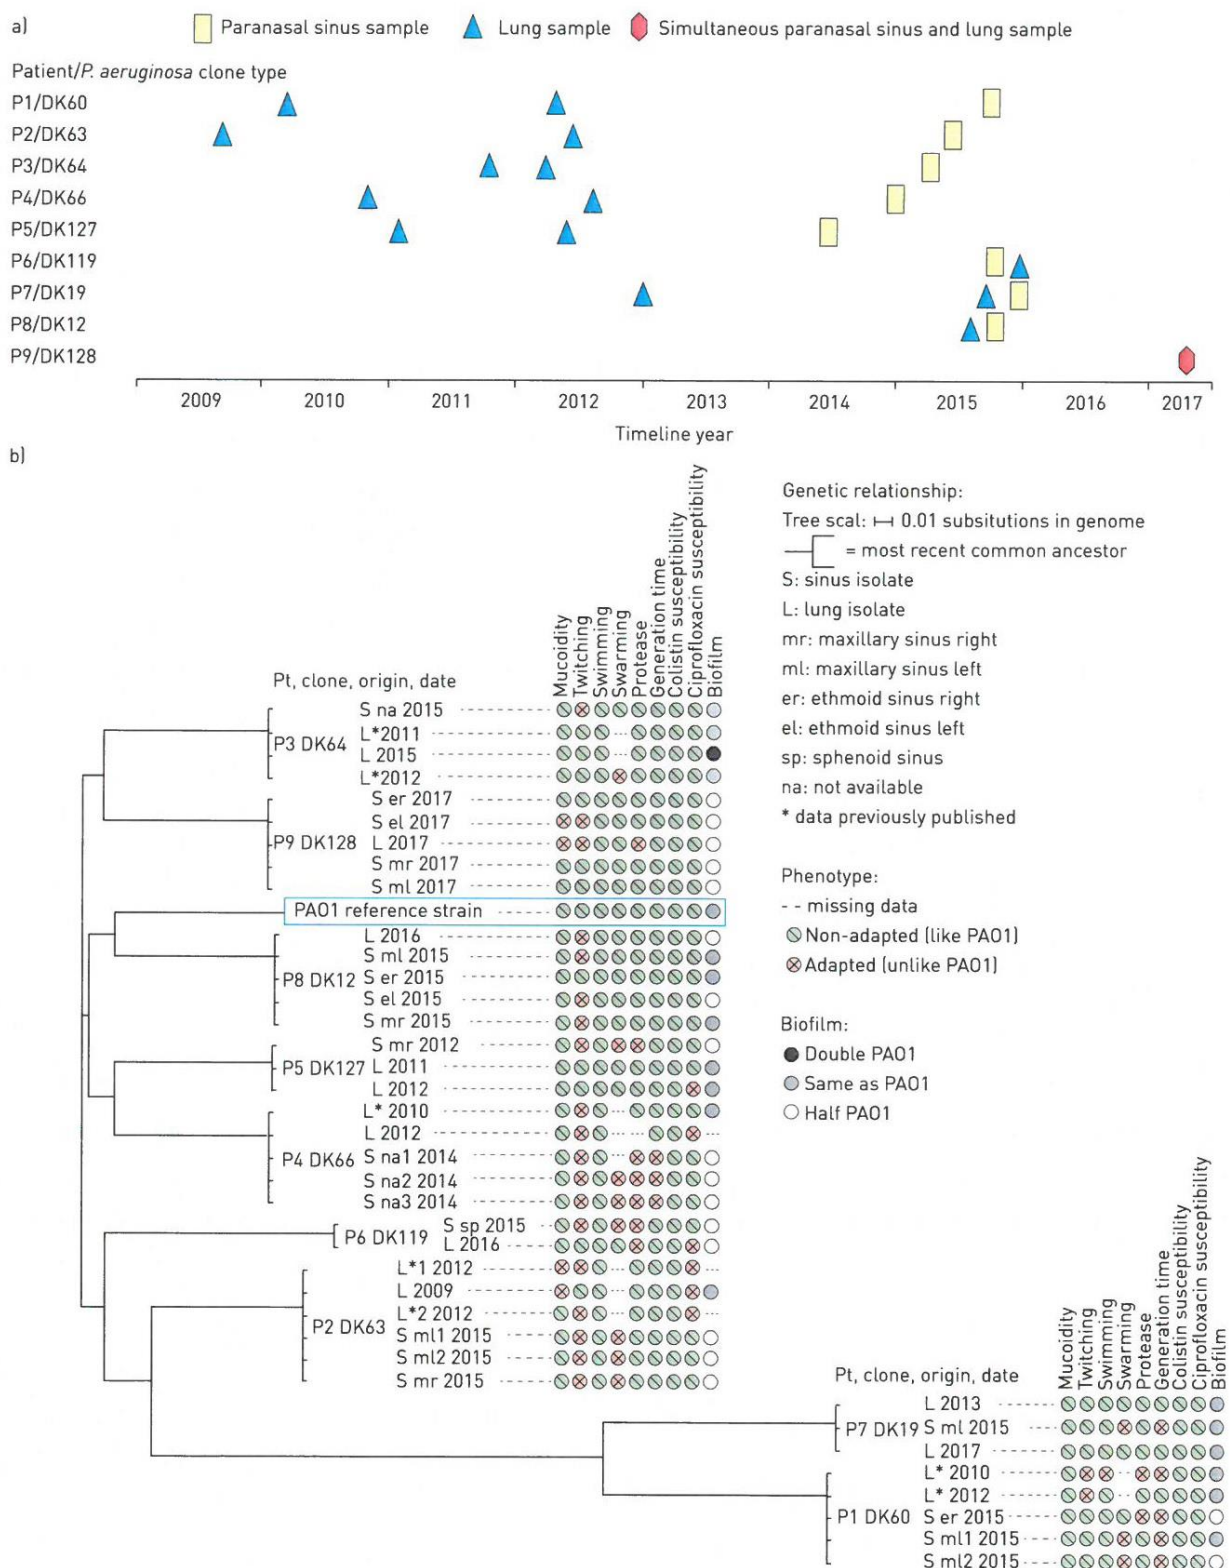 a)
Paranasal sinus sample
Lung sample
Simultaneous paranasal sinus and lung sample
Patient/P. aeruginosa clone type
P1/DK60
P2/DK63
P3/DK64
P4/DK66
P5/DK127
P6/DK119
P7/DK19
P8/DK12
P9/DK128
2009 2010 2011 2012 2013 2014 2015 2016 2017
Timeline year
b)
Mucoidity
Twitching
Swimming
Swarming
Protease
Generation time
Colistin susceptibility
Ciprofloxacin susceptibility
Biofilm
Genetic relationship:
Tree scal: 0.01 subsitutions in genome
= most recent common ancestor
S: sinus isolate
L: lung isolate
mr: maxillary sinus right
ml: maxillary sinus left
er: ethmoid sinus right
el: ethmoid sinus left
sp: sphenoid sinus
na: not available
* data previously published
Phenotype:
-- missing data
Non-adapted (like PAO1)
Adapted (unlike PAO1)
Biofilm:
Double PAO1
Same as PAO1
Half PAO1
Pt, clone, origin, date
P3 DK64
S na 2015
L*2011
L 2015
L*2012
P9 DK128
S er 2017
S el 2017
L 2017
S mr 2017
S ml 2017
PAO1 reference strain
P8 DK12
L 2016
S ml 2015
S er 2015
S el 2015
S mr 2015
P5 DK127
S mr 2012
L 2011
L 2012
P4 DK66
L* 2010
L 2012
S na1 2014
S na2 2014
S na3 2014
P6 DK119
S sp 2015
L 2016
P2 DK63
L*1 2012
L 2009
L*2 2012
S ml1 2015
S ml2 2015
S mr 2015
Pt, clone, origin, date
Mucoidity
Twitching
Swimming
Swarming
Protease
Generation time
Colistin susceptibility
Ciprofloxacin susceptibility
Biofilm
P7 DK19
L 2013
S ml 2015
L 2017
P1 DK60
L* 2010
L* 2012
S er 2015
S ml1 2015
S ml2 2015